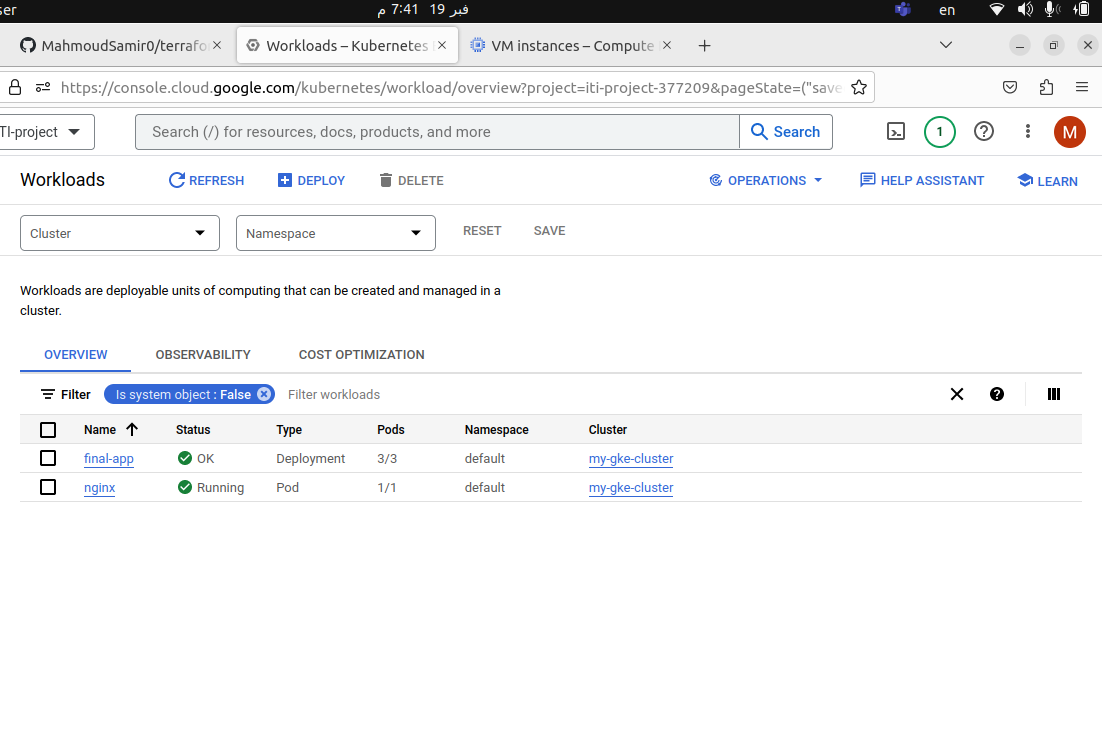 ser
فبر 19 7:41 م
en
MahmoudSamir0/terrafo
Workloads – Kubernetes
VM instances – Compute
https://console.cloud.google.com/kubernetes/workload/overview?project=iti-project-377209&pageState=("save
TI-project
Search (/) for resources, docs, products, and more
Search
1
M
Workloads
REFRESH
DEPLOY
DELETE
OPERATIONS
HELP ASSISTANT
LEARN
Cluster
Namespace
RESET
SAVE
Workloads are deployable units of computing that can be created and managed in a
cluster.
OVERVIEW
OBSERVABILITY
COST OPTIMIZATION
Filter
Is system object : False
Filter workloads
Name Status Type Pods Namespace Cluster
final-app OK Deployment 3/3 default my-gke-cluster
nginx Running Pod 1/1 default my-gke-cluster